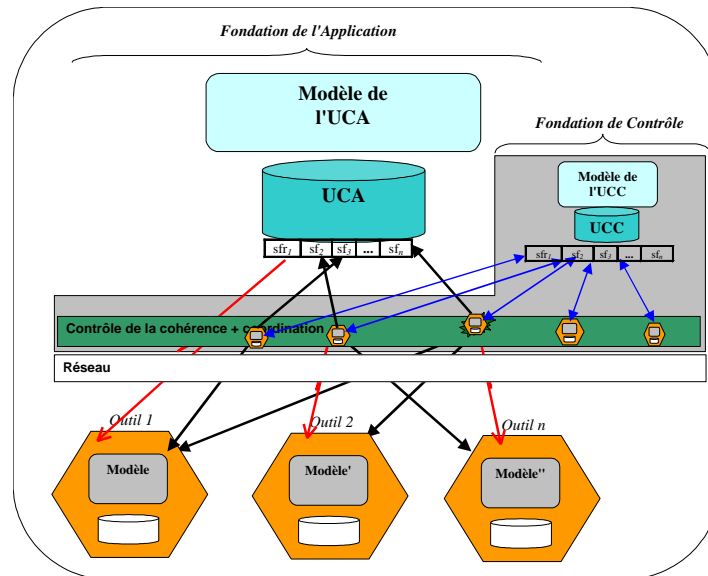 Fondation de l'Application
Modèle de
l'UCA
Fondation de Contrôle
Modèle de
l'UCC
UCA
UCC
sfr1 sf2 sf3 ... sfn
sfr1 sf2 sf3 ... sfn
Contrôle de la cohérence + coordination
Réseau
Outil 1
Outil 2
Outil n
Modèle
Modèle'
Modèle''